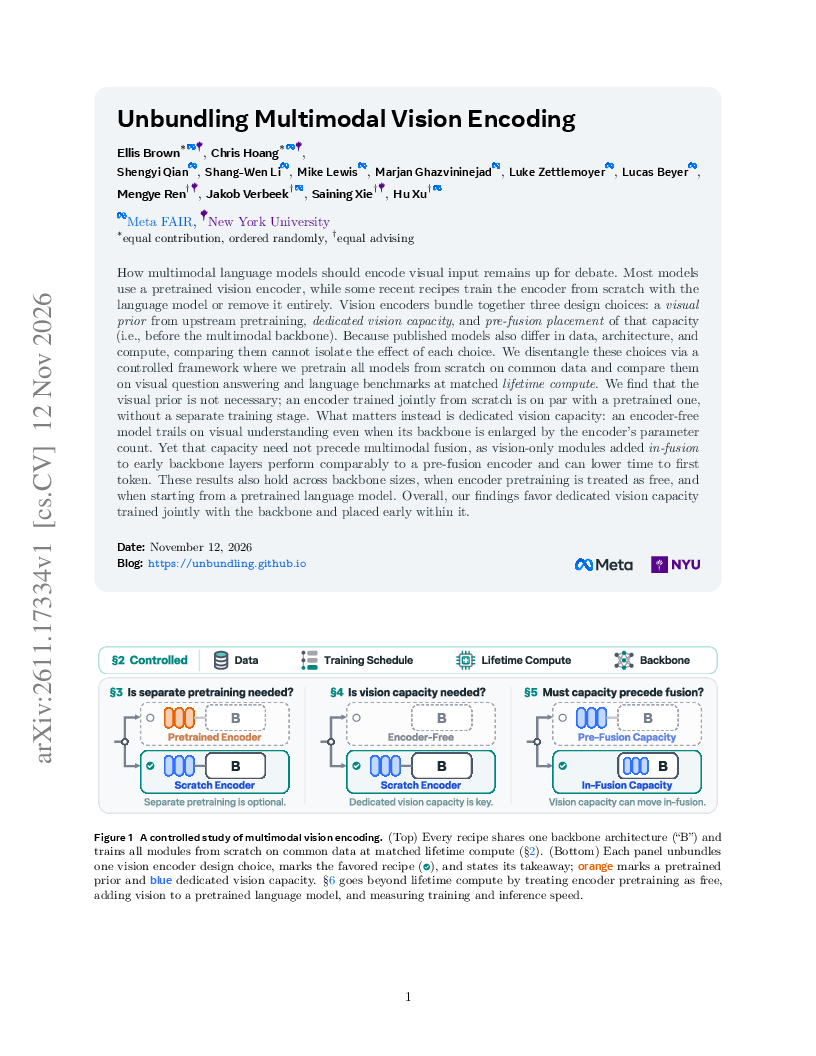 Unbundling Multimodal Vision Encoding
Ellis Brown*, Chris Hoang*,
Shengyi Qian, Shang-Wen Li, Mike Lewis, Marjan Ghazvininejad, Luke Zettlemoyer, Lucas Beyer,
Mengye Ren†, Jakob Verbeek†, Saining Xie†, Hu Xu†
Meta FAIR, New York University
*equal contribution, ordered randomly, †equal advising
How multimodal language models should encode visual input remains up for debate. Most models
use a pretrained vision encoder, while some recent recipes train the encoder from scratch with the
language model or remove it entirely. Vision encoders bundle together three design choices: a visual
prior from upstream pretraining, dedicated vision capacity, and pre-fusion placement of that capacity
(i.e., before the multimodal backbone). Because published models also differ in data, architecture, and
compute, comparing them cannot isolate the effect of each choice. We disentangle these choices via a
controlled framework where we pretrain all models from scratch on common data and compare them
on visual question answering and language benchmarks at matched lifetime compute. We find that the
visual prior is not necessary; an encoder trained jointly from scratch is on par with a pretrained one,
without a separate training stage. What matters instead is dedicated vision capacity: an encoder-free
model trails on visual understanding even when its backbone is enlarged by the encoder's parameter
count. Yet that capacity need not precede multimodal fusion, as vision-only modules added in-fusion
to early backbone layers perform comparably to a pre-fusion encoder and can lower time to first
token. These results also hold across backbone sizes, when encoder pretraining is treated as free, and
when starting from a pretrained language model. Overall, our findings favor dedicated vision capacity
trained jointly with the backbone and placed early within it.
Date: November 12, 2026
Blog: https://unbundling.github.io
Meta NYU
arXiv:2611.17334v1 [cs.CV] 12 Nov 2026
§2 Controlled Data Training Schedule Lifetime Compute Backbone
§3 Is separate pretraining needed?
B
Pretrained Encoder
B
Scratch Encoder
Separate pretraining is optional.
§4 Is vision capacity needed?
B
Encoder-Free
B
Scratch Encoder
Dedicated vision capacity is key.
§5 Must capacity precede fusion?
B
Pre-Fusion Capacity
B
In-Fusion Capacity
Vision capacity can move in-fusion.
Figure 1 A controlled study of multimodal vision encoding. (Top) Every recipe shares one backbone architecture (“B”) and
trains all modules from scratch on common data at matched lifetime compute (§2). (Bottom) Each panel unbundles
one vision encoder design choice, marks the favored recipe (✓), and states its takeaway; orange marks a pretrained
prior and blue dedicated vision capacity. §6 goes beyond lifetime compute by treating encoder pretraining as free,
adding vision to a pretrained language model, and measuring training and inference speed.
1